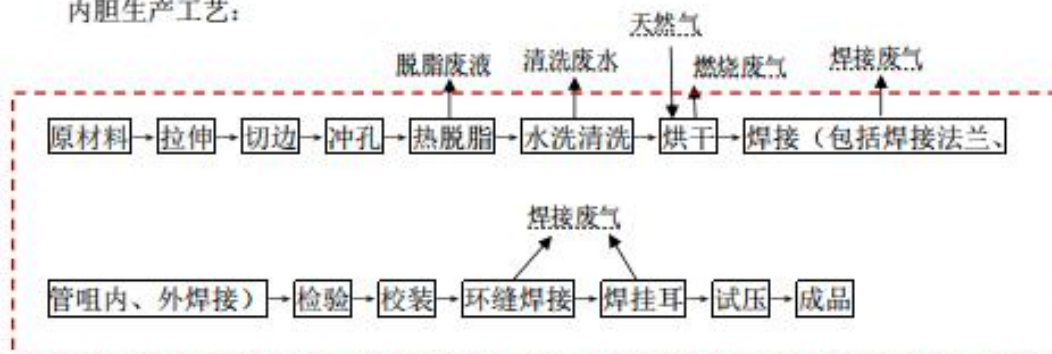 内胆生产工艺：
天然气
脱脂废液 清洗废水 燃烧废气 焊接废气
原材料 拉伸 切边 冲孔 热脱脂 水洗清洗 烘干 焊接（包括焊接法兰、
焊接废气
管咀内、外焊接） 检验 校装 环缝焊接 焊挂耳 试压 成品